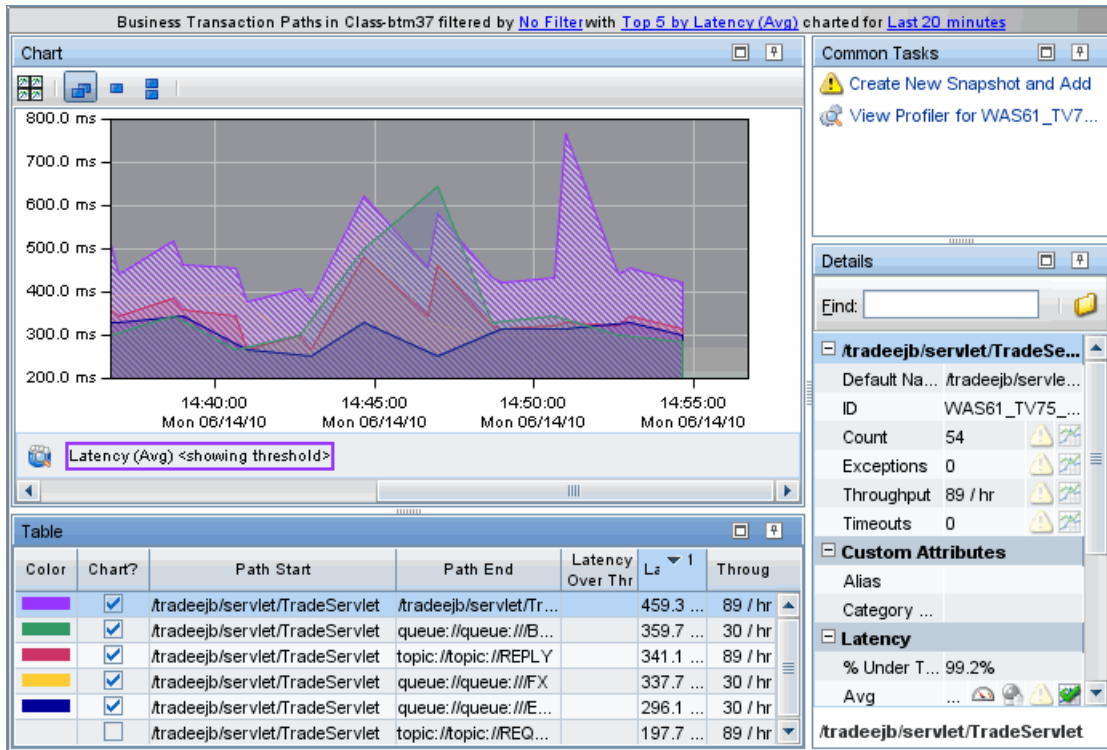 Business Transaction Paths in Class-btm37 filtered by No Filterwith Top 5 by Latency (Avg) charted for Last 20 minutes
Chart
800.0 ms
700.0 ms
600.0 ms
500.0 ms
400.0 ms
300.0 ms
200.0 ms
14:40:00 14:45:00 14:50:00 14:55:00
Mon 06/14/10 Mon 06/14/10 Mon 06/14/10 Mon 06/14/10
Latency (Avg) <showing threshold>
Table
Color Chart? Path Start Path End Latency Over Thr La 1 Throug
/tradeejb/servlet/TradeServlet /tradeejb/servlet/Tr... 459.3 ... 89 / hr
/tradeejb/servlet/TradeServlet queue://queue:///B... 359.7 ... 30 / hr
/tradeejb/servlet/TradeServlet topic://topic://REPLY 341.1 ... 89 / hr
/tradeejb/servlet/TradeServlet queue://queue:///FX 337.7 ... 30 / hr
/tradeejb/servlet/TradeServlet queue://queue:///E... 296.1 ... 30 / hr
/tradeejb/servlet/TradeServlet topic://topic://REQ... 197.7 ... 89 / hr
Common Tasks
Create New Snapshot and Add
View Profiler for WAS61_TV7...
Details
Find:
/tradeejb/servlet/TradeSe...
Default Na... /tradeejb/servle...
ID WAS61_TV75_...
Count 54
Exceptions 0
Throughput 89 / hr
Timeouts 0
Custom Attributes
Alias
Category ...
Latency
% Under T... 99.2%
Avg ...
/tradeejb/servlet/TradeServlet